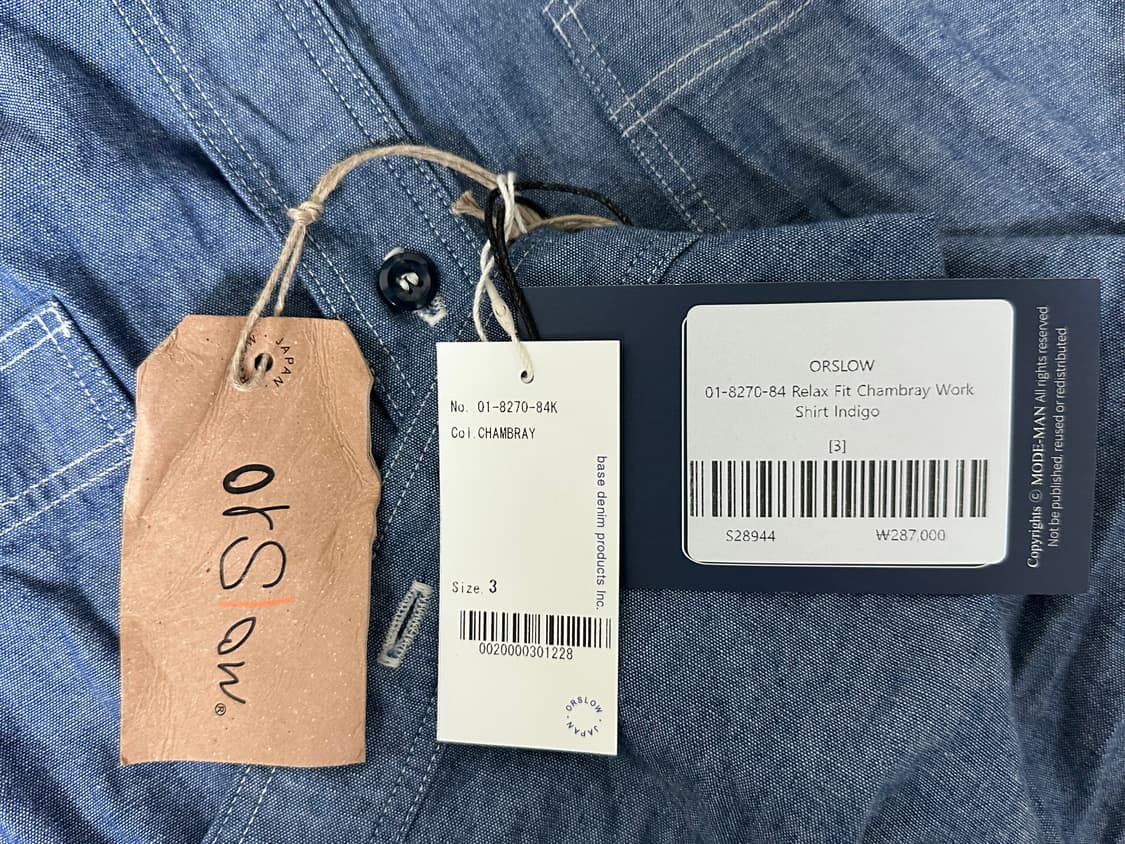 JAPAN
orSlow®
No. 01-8270-84K
Col.CHAMBRAY
base denim products Inc.
Size.3
0020000301228
ORSLOW · JAPAN ·
ORSLOW
01-8270-84 Relax Fit Chambray Work
Shirt Indigo
[3]
S28944 ₩287,000
Copyrights © MODE-MAN All rights reserved
Not be published, reused or redistributed